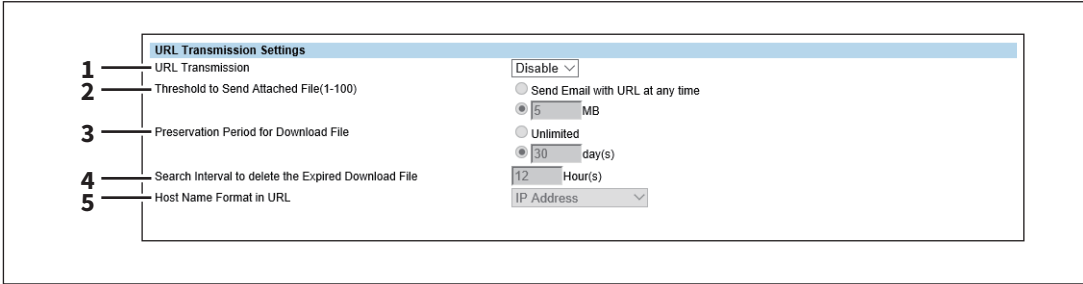 URL Transmission Settings
1 URL Transmission Disable
2 Threshold to Send Attached File(1-100) Send Email with URL at any time
5 MB
3 Preservation Period for Download File Unlimited
30 day(s)
4 Search Interval to delete the Expired Download File 12 Hour(s)
5 Host Name Format in URL IP Address